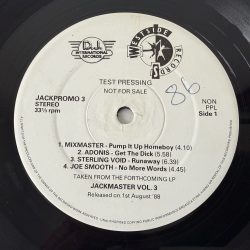 TEST PRESSING
NOT FOR SALE
D.J.
INTERNATIONAL
RECORDS
WESTSIDE RECORDS
JACKPROMO 3
STEREO
33⅓ rpm
86
NON
PPL
Side 1
1. MIXMASTER - Pump It Up Homeboy (4.10)
2. ADONIS - Get The Dick (5.58)
3. STERLING VOID - Runaway (6.39)
4. JOE SMOOTH - No More Words (4.45)
TAKEN FROM THE FORTHCOMING LP
JACKMASTER VOL. 3
Released on 1st August '88